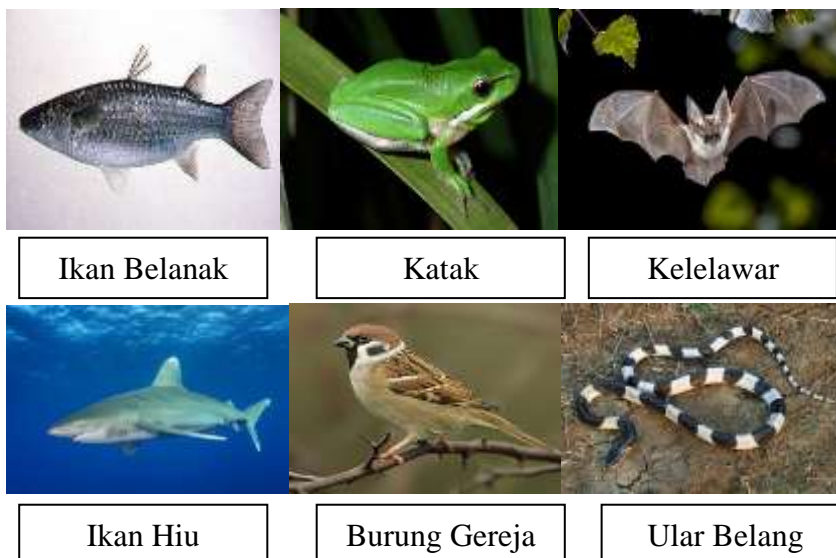 Ikan Belanak
Katak
Kelelawar
Ikan Hiu
Burung Gereja
Ular Belang